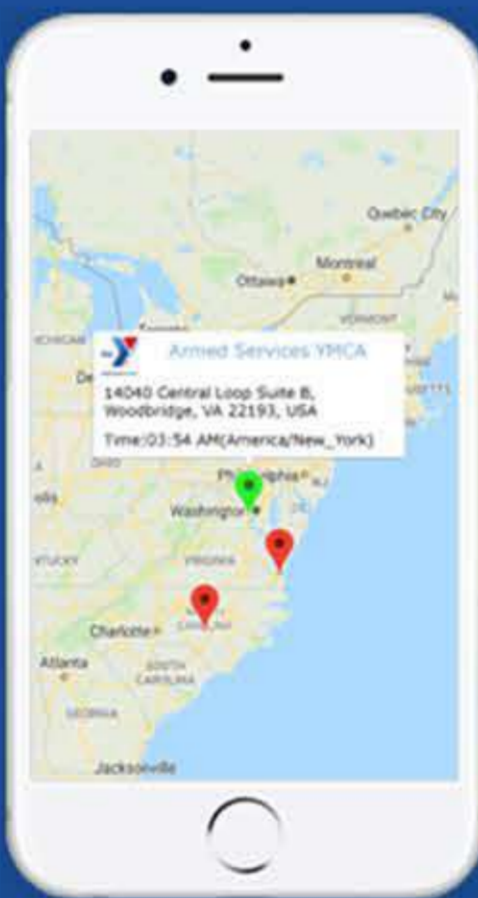 Quebec City
Montreal
Ottawa
VERMONT
Armed Services YMCA
14040 Central Loop Suite B,
Woodbridge, VA 22193, USA
Time:03:54 AM(America/New_York)
OHIO
Washington
VIRGINIA
Charlotte
Atlanta
SOUTH
CAROLINA
GEORGIA
Jacksonville